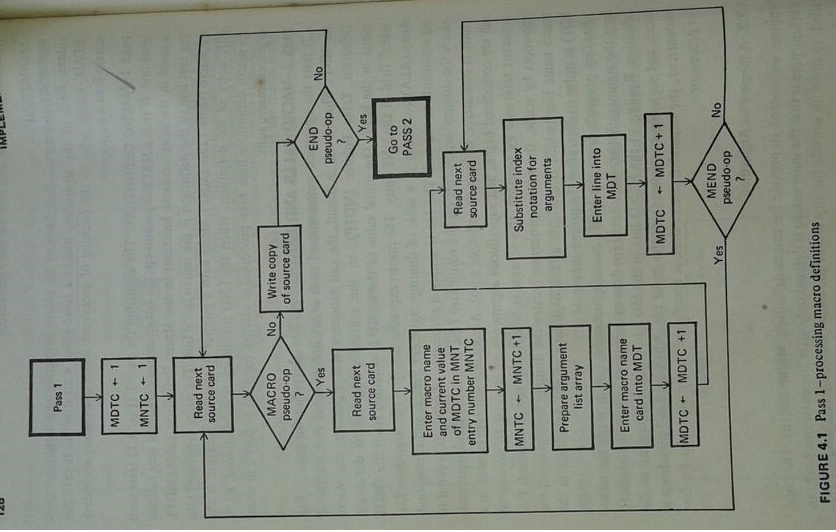 128
IMPLEME
Pass 1
MDTC ← 1
MNTC ← 1
Read next
source card
MACRO
pseudo-op
?
No
Write copy
of source card
END
pseudo-op
?
No
Yes
Go to
PASS 2
Yes
Read next
source card
Enter macro name
and current value
of MDTC in MNT
entry number MNTC
MNTC ← MNTC +1
Prepare argument
list array
Enter macro name
card into MDT
MDTC ← MDTC +1
Read next
source card
Substitute index
notation for
arguments
Enter line into
MDT
MDTC ← MDTC + 1
MEND
pseudo-op
?
No
Yes
FIGURE 4.1 Pass 1–processing macro definitions